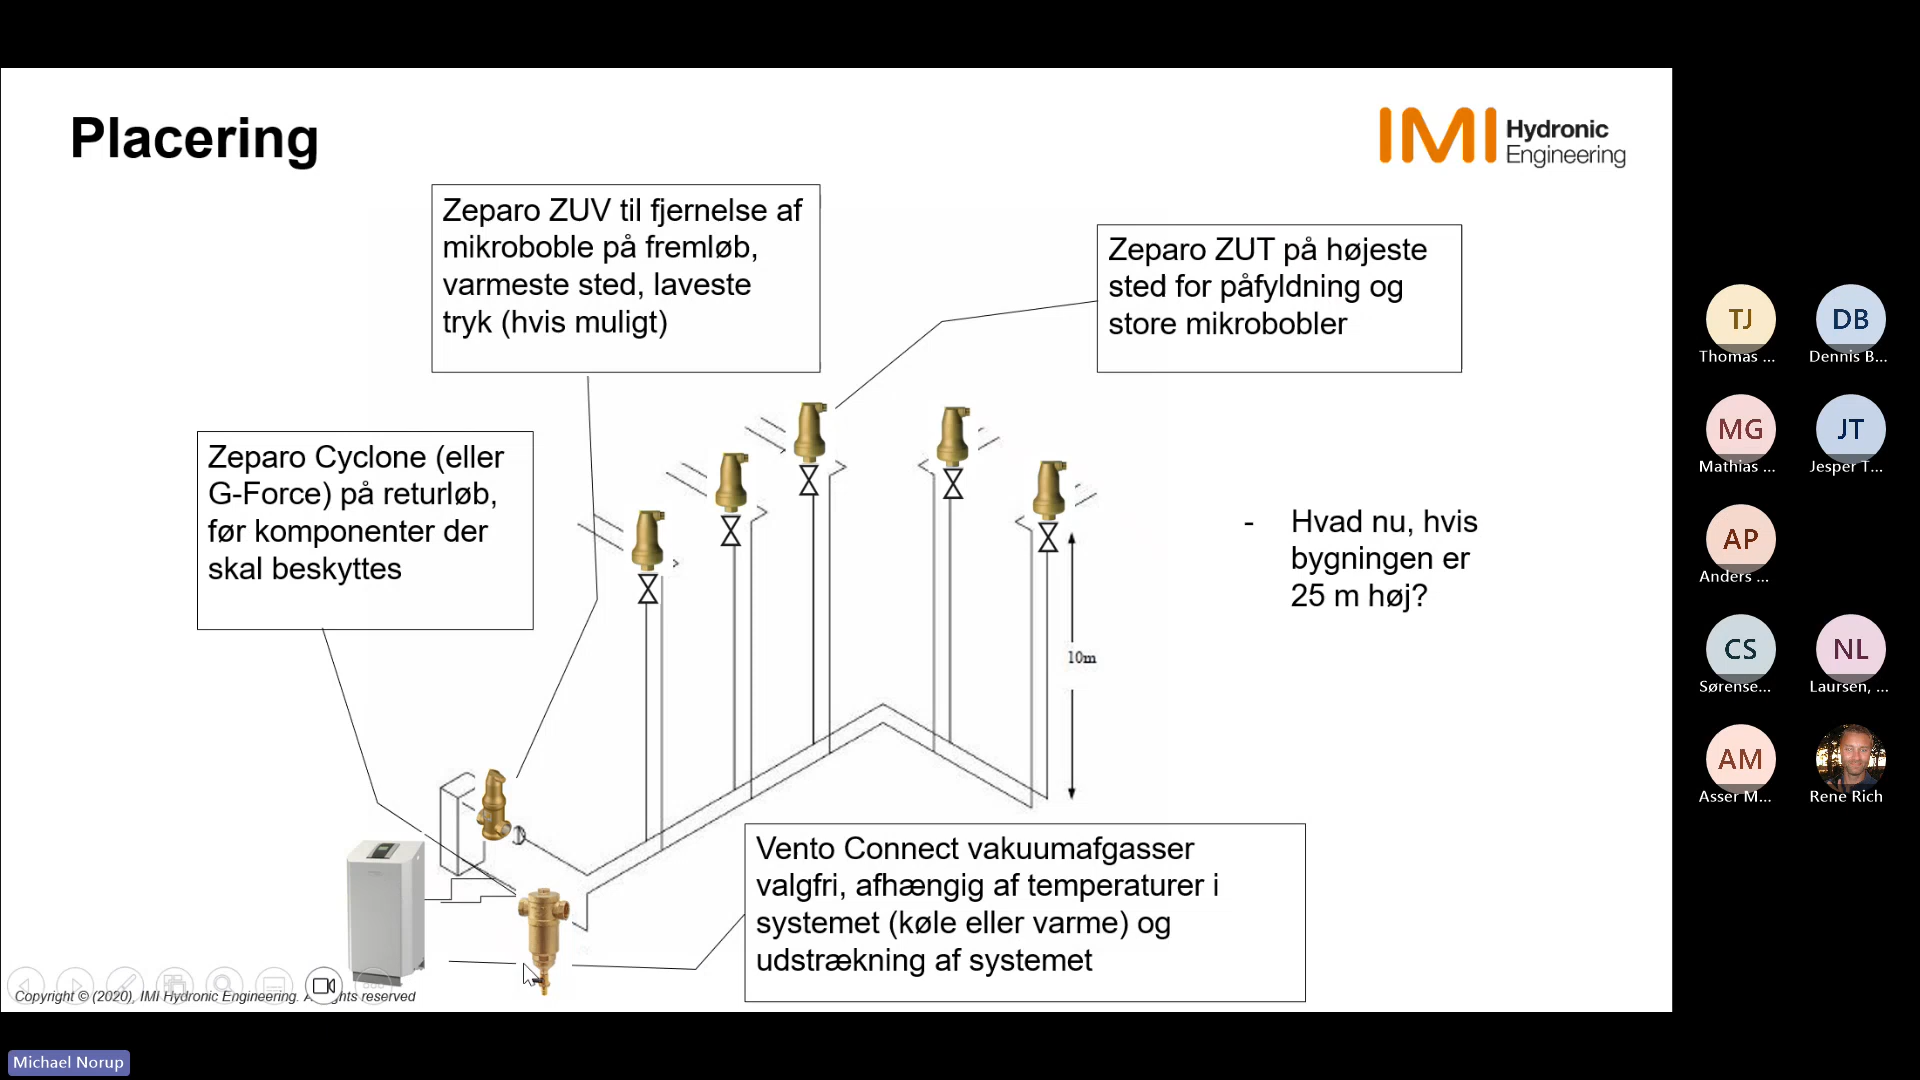 Placering
IMI Hydronic
Engineering
Zeparo ZUV til fjernelse af
mikroboble på fremløb,
varmeste sted, laveste
tryk (hvis muligt)
Zeparo ZUT på højeste
sted for påfyldning og
store mikrobobler
Zeparo Cyclone (eller
G-Force) på returløb,
før komponenter der
skal beskyttes
- Hvad nu, hvis
bygningen er
25 m høj?
10m
Vento Connect vakuumafgasser
valgfri, afhængig af temperaturer i
systemet (køle eller varme) og
udstrækning af systemet
Copyright © (2020), IMI Hydronic Engineering. reserved
TJ
Thomas ...
DB
Dennis B...
MG
Mathias ...
JT
Jesper T...
AP
Anders ...
CS
Sørense...
NL
Laursen, ...
AM
Asser M...
Rene Rich
Michael Norup